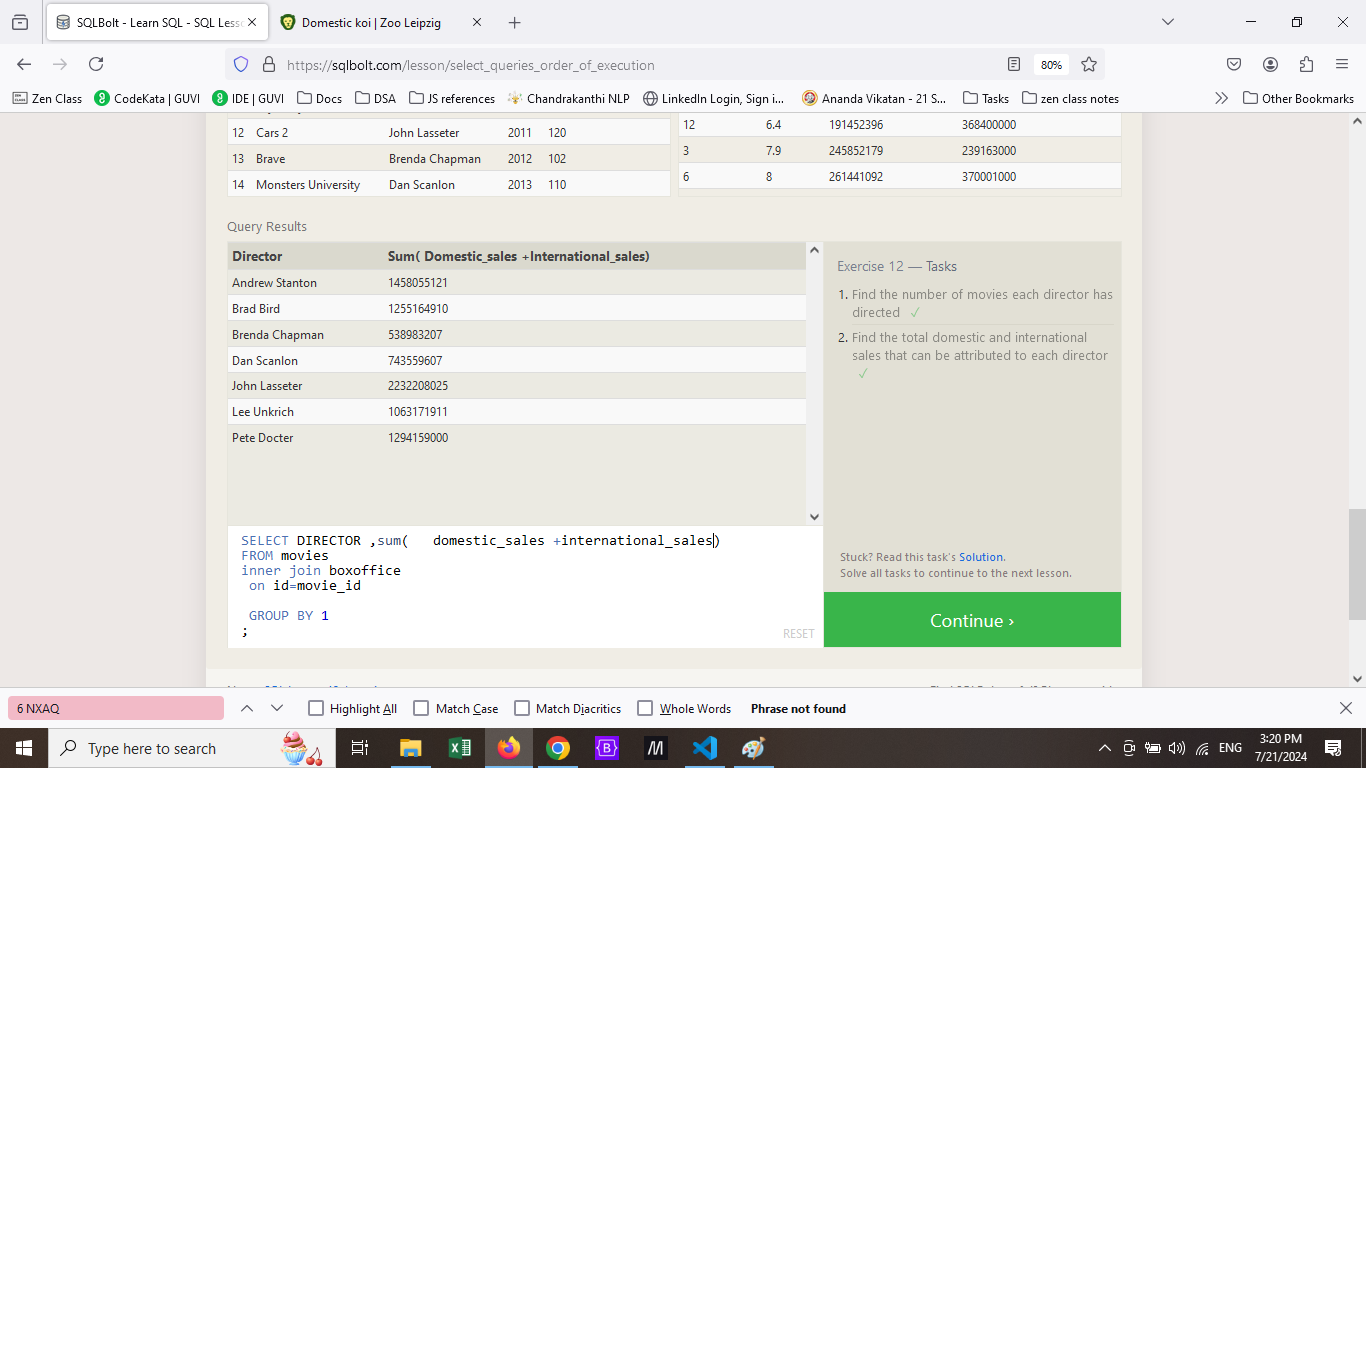 SQLBolt - Learn SQL - SQL Less
Domestic koi | Zoo Leipzig
https://sqlbolt.com/lesson/select_queries_order_of_execution
80%
Zen Class
CodeKata | GUVI
IDE | GUVI
Docs
DSA
JS references
Chandrakanthi NLP
LinkedIn Login, Sign i...
Ananda Vikatan - 21 S...
Tasks
zen class notes
Other Bookmarks
12 Cars 2 John Lasseter 2011 120
13 Brave Brenda Chapman 2012 102
14 Monsters University Dan Scanlon 2013 110
12 6.4 191452396 368400000
3 7.9 245852179 239163000
6 8 261441092 370001000
Query Results
Director Sum( Domestic_sales +International_sales)
Andrew Stanton 1458055121
Brad Bird 1255164910
Brenda Chapman 538983207
Dan Scanlon 743559607
John Lasseter 2232208025
Lee Unkrich 1063171911
Pete Docter 1294159000
SELECT DIRECTOR ,sum(   domestic_sales +international_sales)
FROM movies
inner join boxoffice
on id=movie_id
GROUP BY 1
;
RESET
Exercise 12 — Tasks
1. Find the number of movies each director has
directed ✓
2. Find the total domestic and international
sales that can be attributed to each director
✓
Stuck? Read this task's Solution.
Solve all tasks to continue to the next lesson.
Continue ›
6 NXAQ
Highlight All
Match Case
Match Diacritics
Whole Words
Phrase not found
Type here to search
ENG
3:20 PM
7/21/2024